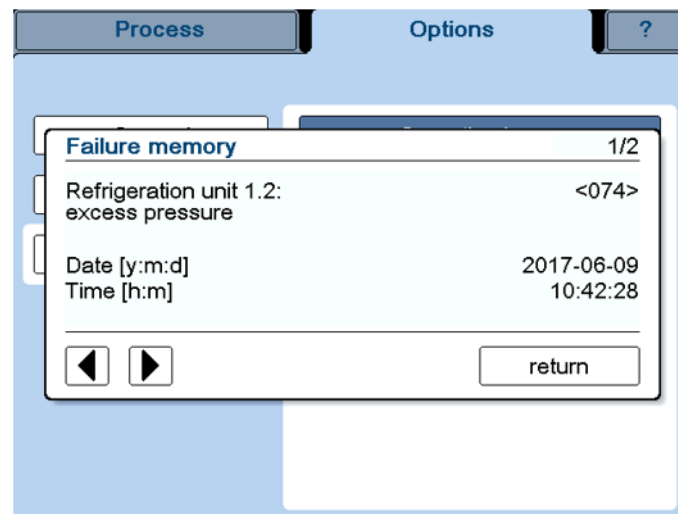 Process
Options
?
Failure memory
1/2
Refrigeration unit 1.2:
<074>
excess pressure
Date [y:m:d]
2017-06-09
Time [h:m]
10:42:28
return